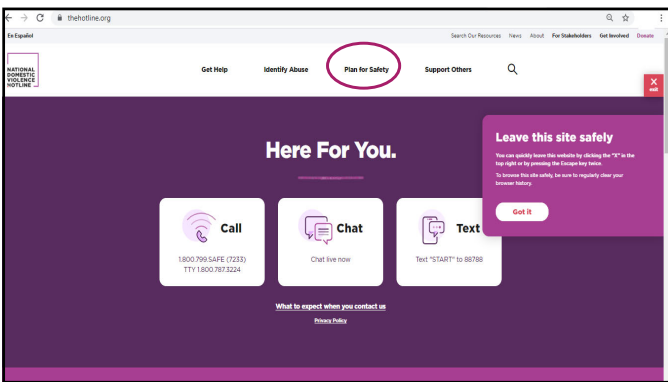 thehotline.org
En Español
Search Our Resources News About For Stakeholders Get Involved Donate
NATIONAL
DOMESTIC
VIOLENCE
HOTLINE
Get Help Identify Abuse Plan for Safety Support Others
X
exit
Leave this site safely
You can quickly leave this website by clicking the "X" in the
top right or by pressing the Escape key twice.
To browse this site safely, be sure to regularly clear your
browser history.
Got it
Here For You.
Call
1.800.799.SAFE (7233)
TTY 1.800.787.3224
Chat
Chat live now
Text
Text "START" to 88788
What to expect when you contact us
Privacy Policy